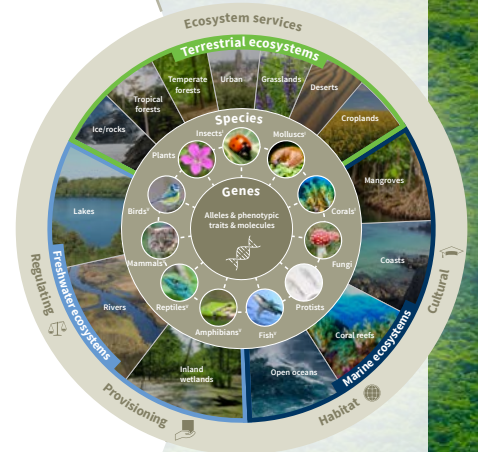 Ecosystem services
Terrestrial ecosystems
Temperate
forests
Urban
Grasslands
Tropical
forests
Deserts
Ice/rocks
Croplands
Species
Insects
Molluscs
Plants
Mangroves
Genes
Birds
Corals
Alleles & phenotypic
traits & molecules
Lakes
Mammals
Fungi
Coasts
Reptiles
Protists
Rivers
Amphibians
Fish
Coral reefs
Freshwater ecosystems
Marine ecosystems
Inland
wetlands
Open oceans
Regulating
Cultural
Provisioning
Habitat